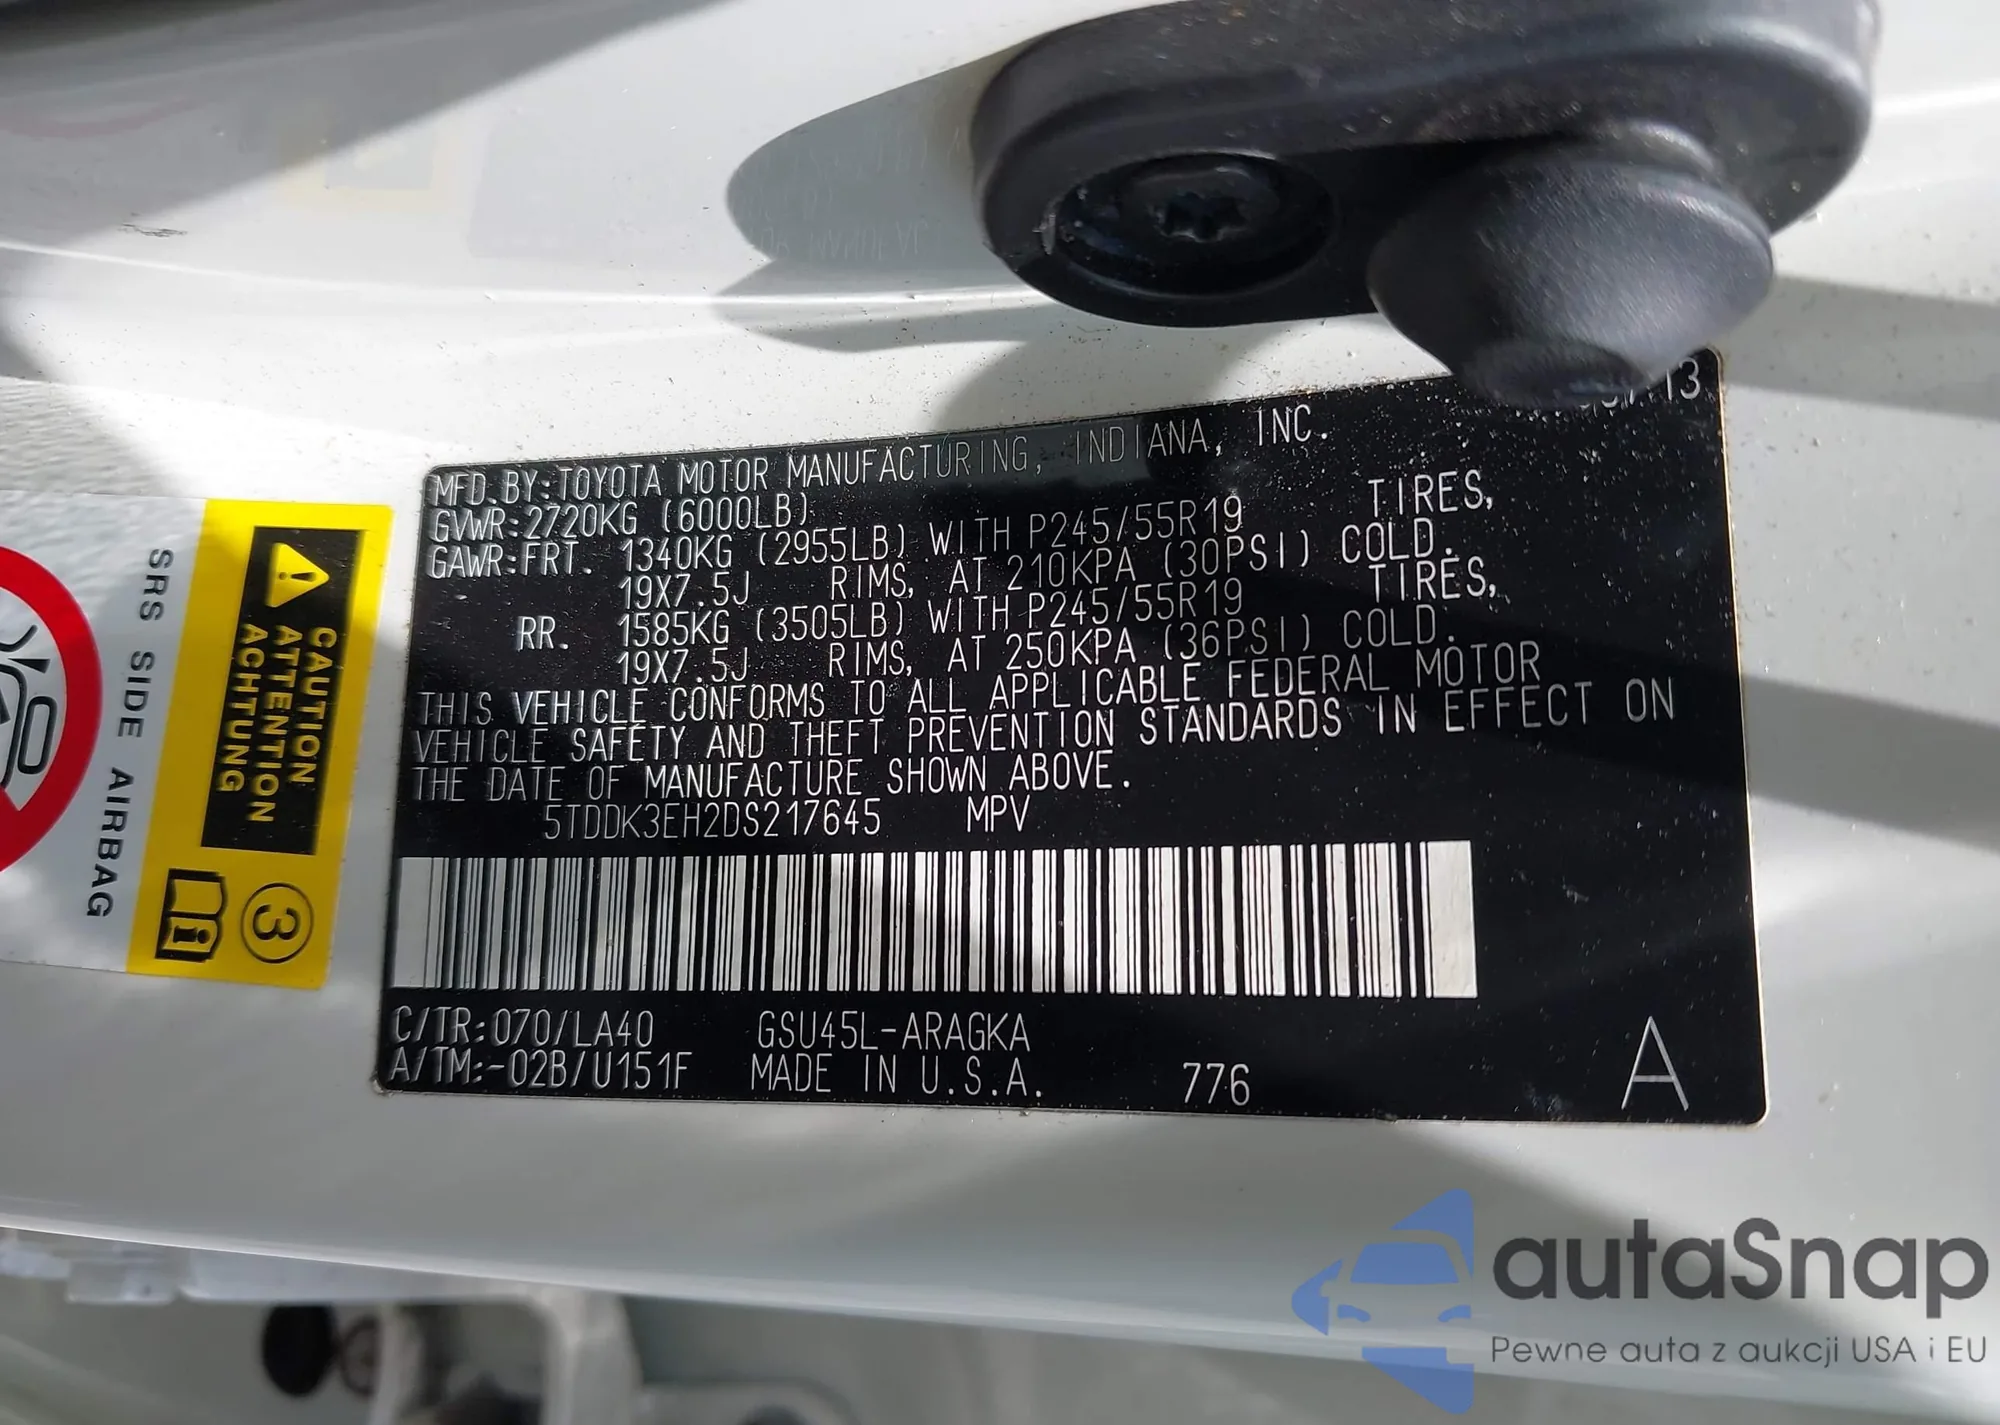 13
MFD. BY: TOYOTA MOTOR MANUFACTURING, INDIANA, INC.
GVWR: 2720KG (6000LB)
GAWR: FRT. 1340KG (2955LB) WITH P245/55R19 TIRES,
19X7.5J RIMS, AT 210KPA (30PSI) COLD.
RR. 1585KG (3505LB) WITH P245/55R19 TIRES,
19X7.5J RIMS, AT 250KPA (36PSI) COLD.
THIS VEHICLE CONFORMS TO ALL APPLICABLE FEDERAL MOTOR
VEHICLE SAFETY AND THEFT PREVENTION STANDARDS IN EFFECT ON
THE DATE OF MANUFACTURE SHOWN ABOVE.
5TDDK3EH2DS217645 MPV
C/TR: 070/LA40 GSU45L-ARAGKA
A/TM: -02B/U151F MADE IN U.S.A. 776 A
CAUTION
ATTENTION
ACHTUNG
3
SRS SIDE AIRBAG
autaSnap
Pewne auta z aukcji USA i EU